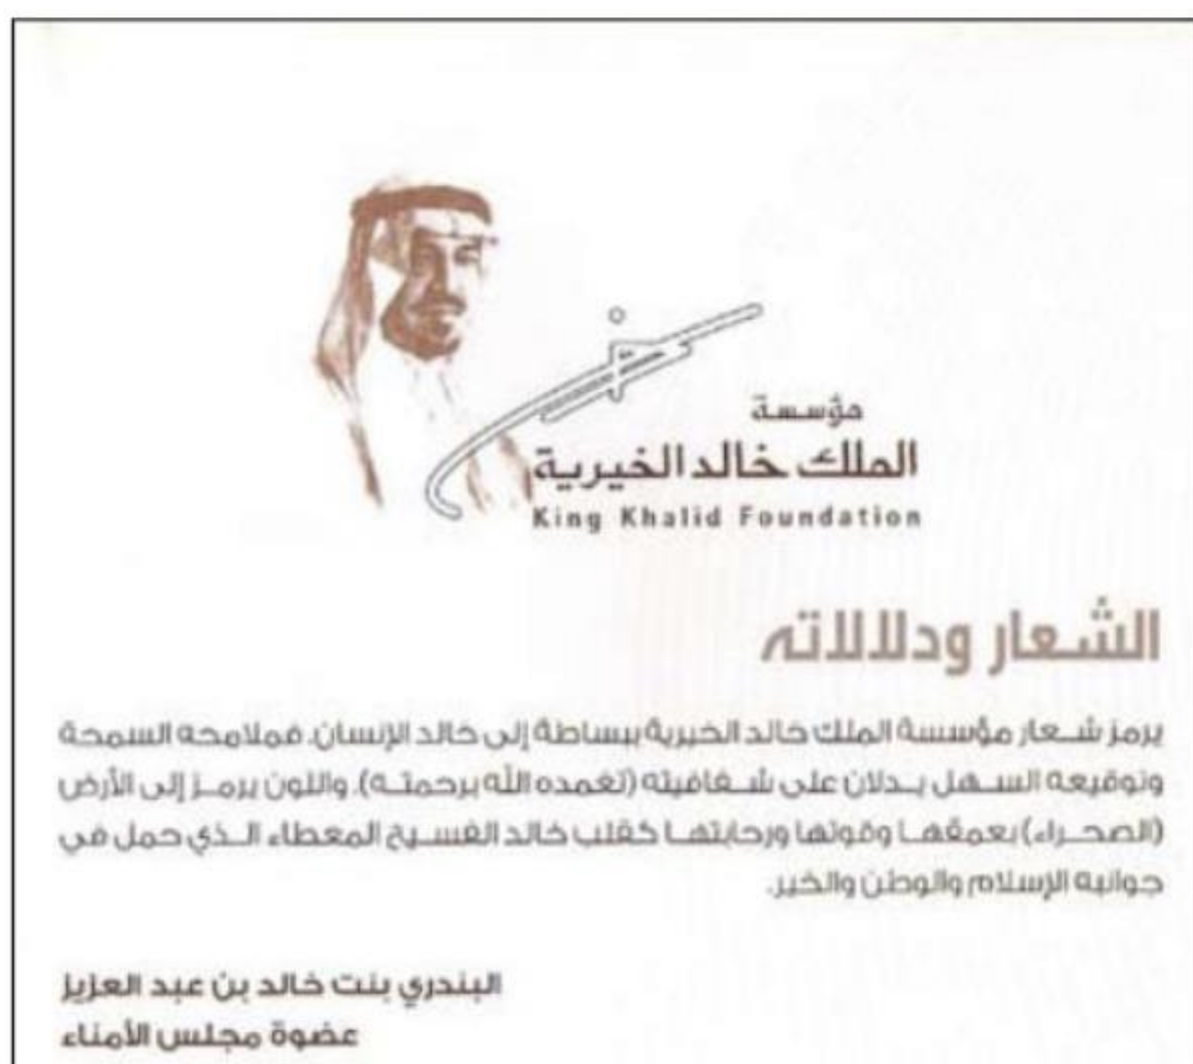 مؤسسة
الملك خالد الخيرية
King Khalid Foundation
الشعار ودلالاته
يرمز شعار مؤسسة الملك خالد الخيرية ببساطة إلى خالد الإنسان. فملامحه السمحة
وتوقيعه السهل يدلان على شفافيته (تغمده الله برحمته). واللون يرمز إلى الأرض
(الصحراء) بعمقها وقوتها ورحابتها كقلب خالد الفسيح المعطاء الذي حمل في
جوانبه الإسلام والوطن والخير.
البندري بنت خالد بن عبد العزيز
عضوة مجلس الأمناء